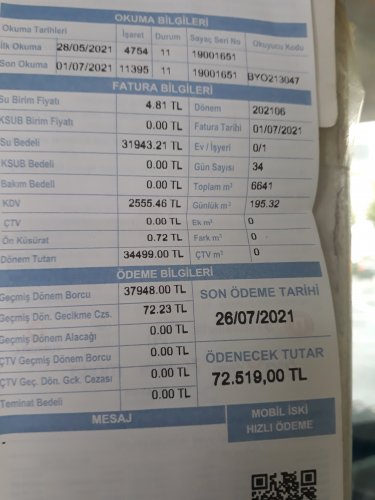 OKUMA BİLGİLERİ
Okuma Tarihleri İşaret Durum Sayaç Seri No Okuyucu Kodu
İlk Okuma 28/05/2021 4754 11 19001651
Son Okuma 01/07/2021 11395 11 19001651 BYO213047
FATURA BİLGİLERİ
Su Birim Fiyatı 4.81 TL Dönem 202106
KSUB Birim Fiyatı 0.00 TL Fatura Tarihi 01/07/2021
Su Bedeli 31943.21TL Ev / İşyeri 0/1
KSUB Bedeli 0.00 TL Gün Sayısı 34
Bakım Bedeli 0.00 TL Toplam m³ 6641
KDV 2555.46 TL Günlük m³ 195.32
ÇTV 0.00 TL Ek m³ 0
Ön Küsürat 0.72 TL Fark m³ 0
Dönem Tutarı 34499.00TL ÇTV m³ 0
ÖDEME BİLGİLERİ
Geçmiş Dönem Borcu 37948.00 TL
Geçmiş Dön. Gecikme Czs. 72.23 TL
Geçmiş Dönem Alacağı 0.00 TL
ÇTV Geçmiş Dönem Borcu 0.00 TL
ÇTV Geç. Dön. Gck. Cezası 0.00 TL
Teminat Bedeli 0.00 TL
SON ÖDEME TARİHİ
26/07/2021
ÖDENECEK TUTAR
72.519,00 TL
MESAJ
MOBİL İSKİ
HIZLI ÖDEME